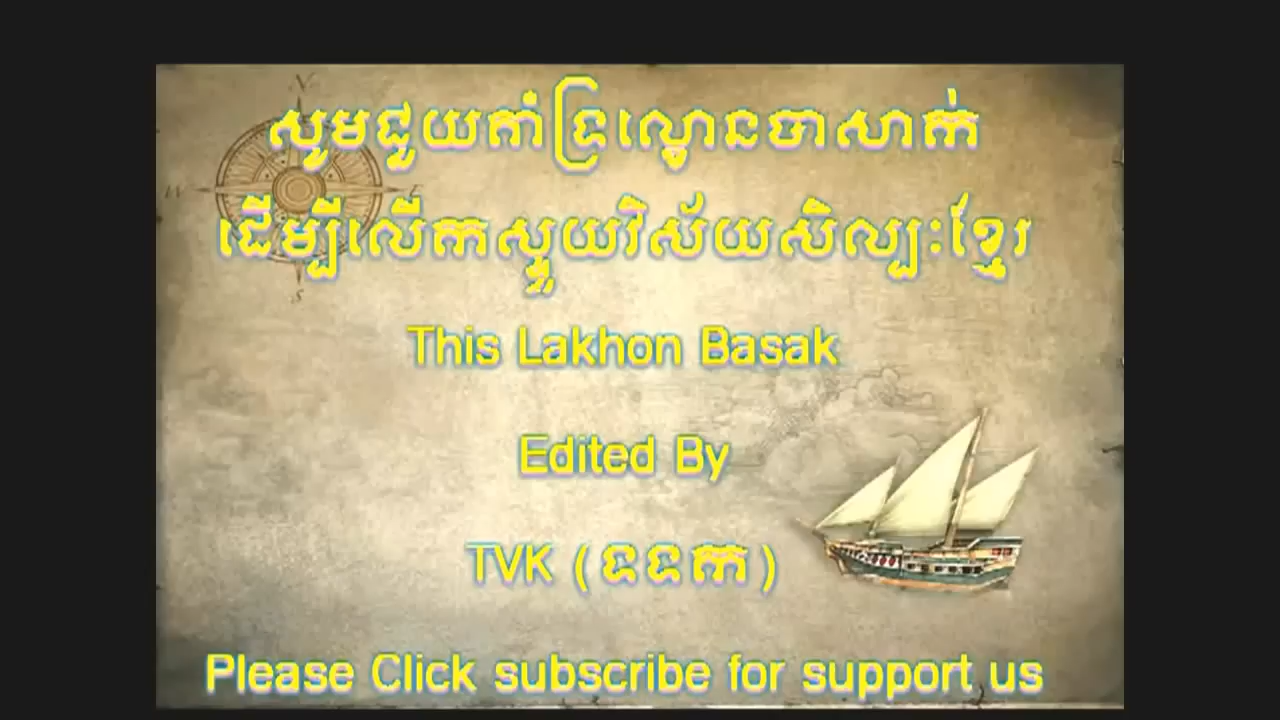 សូមជួយគាំទ្រល្ខោនបាសាក់
ដើម្បីលើកស្ទួយវិស័យសិល្បៈខ្មែរ
This Lakhon Basak
Edited By
TVK (ទទក)
Please Click subscribe for support us
W
E
S